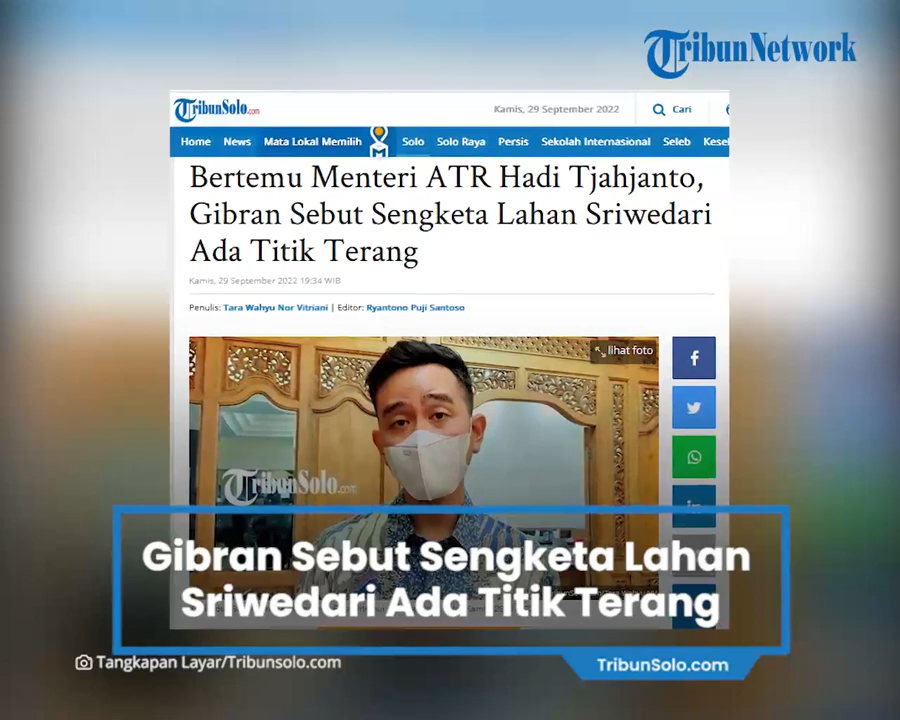 TribunNetwork
TribunSolo.com
Kamis, 29 September 2022
Cari
Home News Mata Lokal Memilih Solo Solo Raya Persis Sekolah Internasional Seleb
Bertemu Menteri ATR Hadi Tjahjanto,
Gibran Sebut Sengketa Lahan Sriwedari
Ada Titik Terang
Kamis, 29 September 2022 19:34 WIB
Penulis: Tara Wahyu Nor Vitriani | Editor: Ryantono Puji Santoso
lihat foto
TribunSolo.com
Gibran Sebut Sengketa Lahan
Sriwedari Ada Titik Terang
Tangkapan Layar/Tribunsolo.com
TribunSolo.com